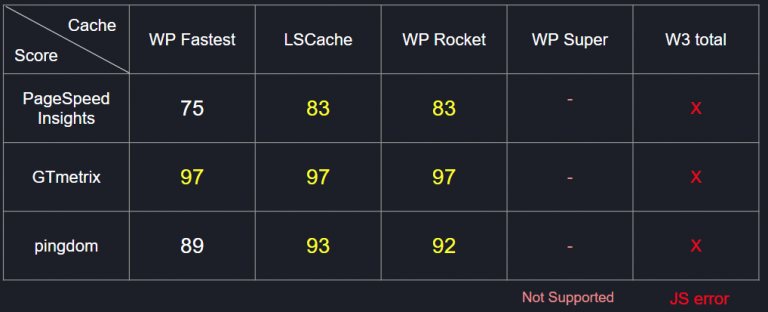 Cache
Score
WP Fastest LSCache WP Rocket WP Super W3 total
PageSpeed
Insights
75 83 83 - X
GTmetrix 97 97 97 - X
pingdom 89 93 92 - X
Not Supported JS error